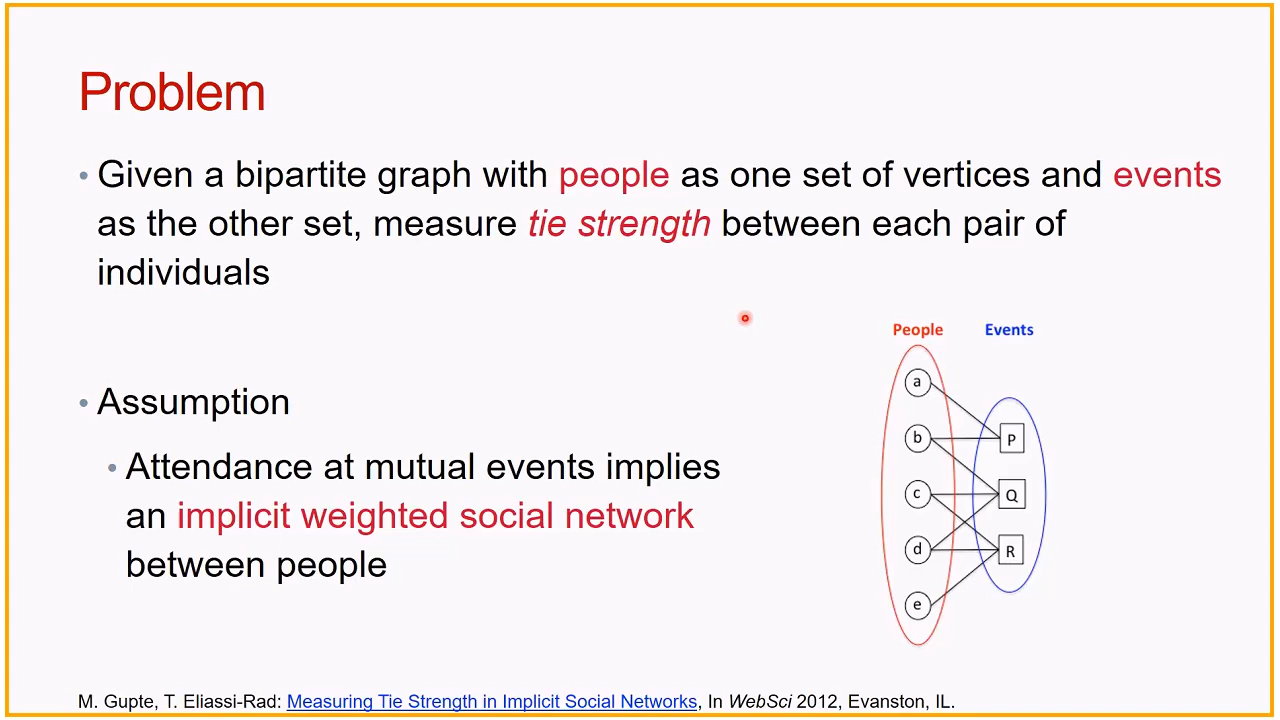 Problem
• Given a bipartite graph with people as one set of vertices and events
as the other set, measure tie strength between each pair of
individuals
• Assumption
• Attendance at mutual events implies
an implicit weighted social network
between people
People Events
a
b
c
d
e
P
Q
R
M. Gupte, T. Eliassi-Rad: Measuring Tie Strength in Implicit Social Networks, In WebSci 2012, Evanston, IL.